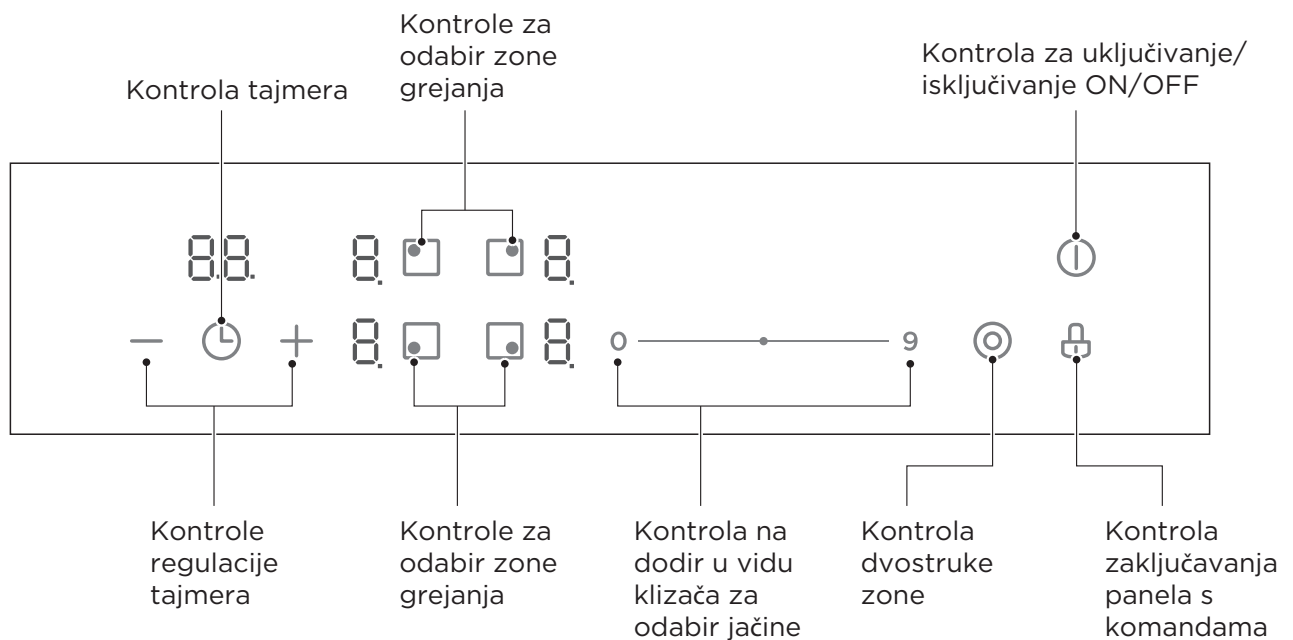 Kontrole za
odabir zone
grejanja
Kontrola za uključivanje/
isključivanje ON/OFF
Kontrola tajmera
8.8.
8.
8.
8.
8.
0
9
Kontrole
regulacije
tajmera
Kontrole za
odabir zone
grejanja
Kontrola na
dodir u vidu
klizača za
odabir jačine
Kontrola
dvostruke
zone
Kontrola
zaključavanja
panela s
komandama